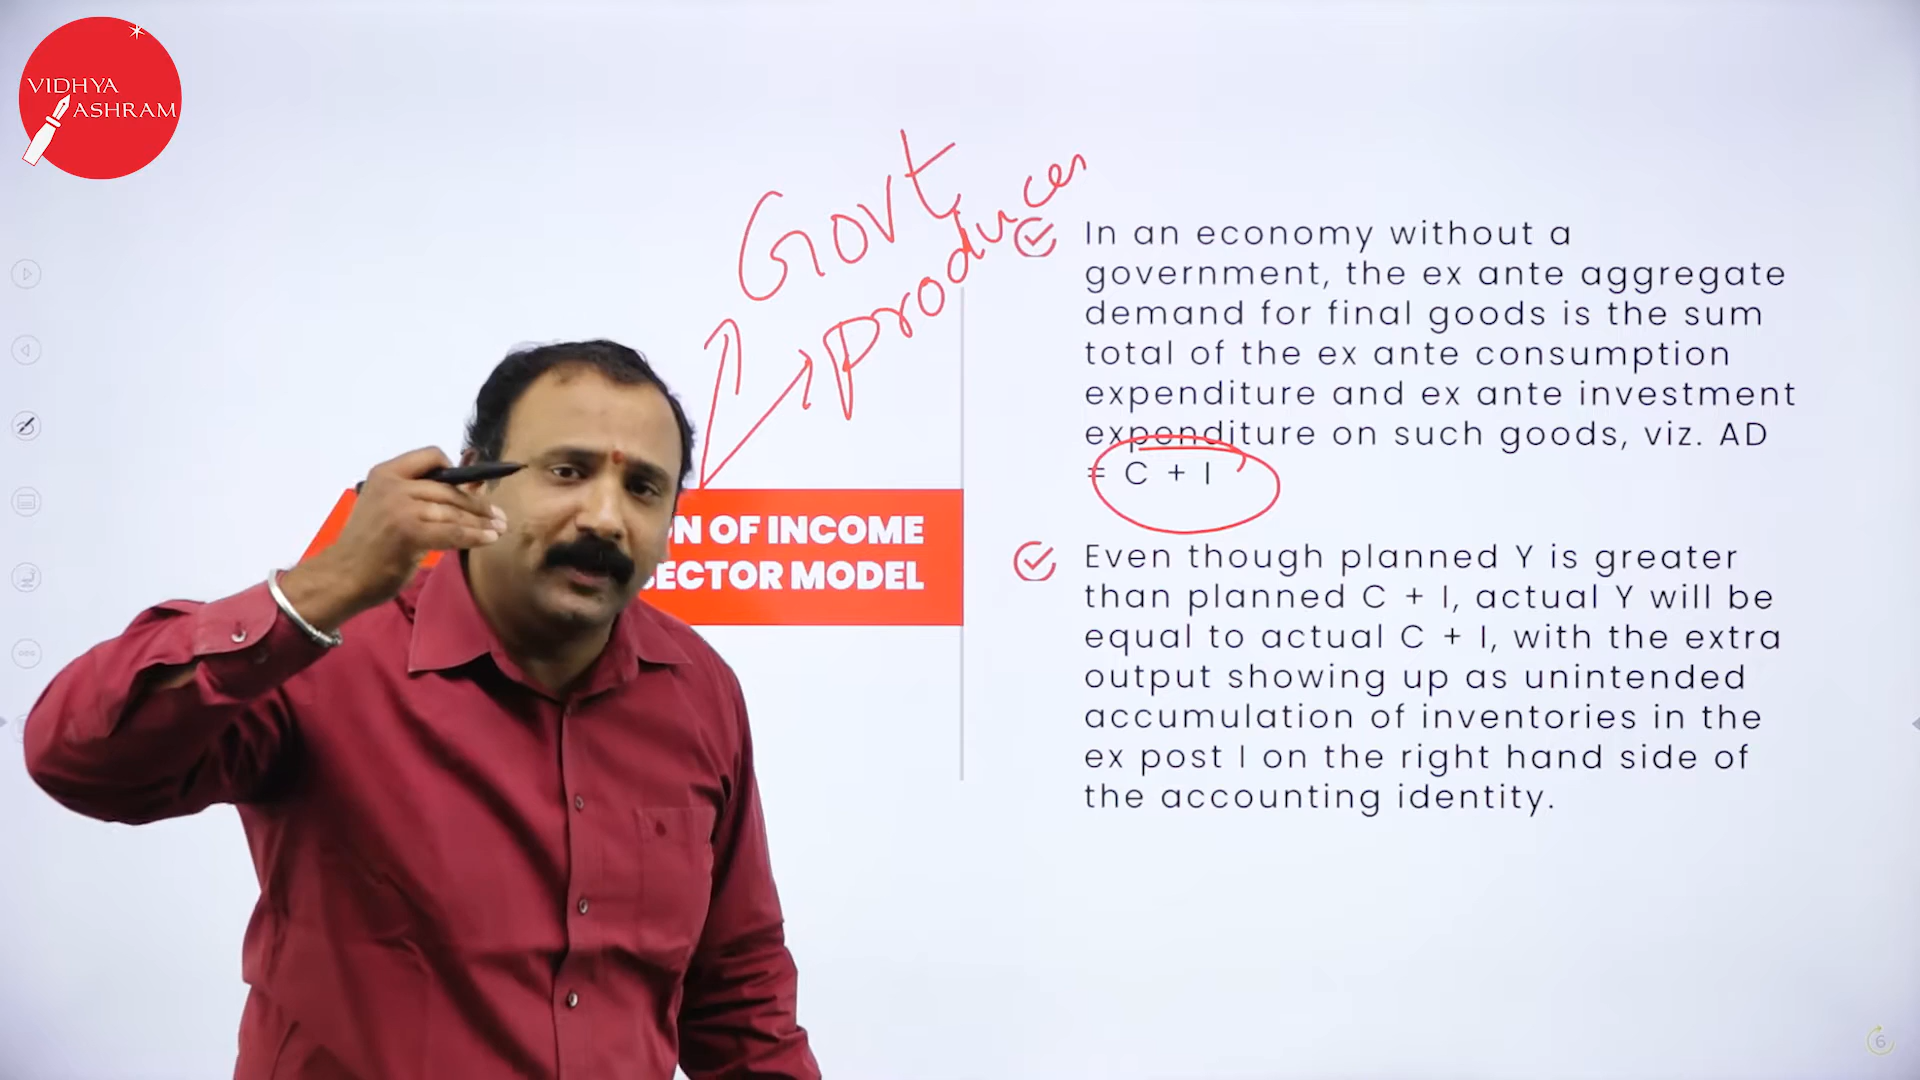 VIDHYA
ASHRAM
Govt
producer
In an economy without a
government, the ex ante aggregate
demand for final goods is the sum
total of the ex ante consumption
expenditure and ex ante investment
expenditure on such goods, viz. AD
= C + I
OF INCOME
SECTOR MODEL
Even though planned Y is greater
than planned C + I, actual Y will be
equal to actual C + I, with the extra
output showing up as unintended
accumulation of inventories in the
ex post I on the right hand side of
the accounting identity.
6